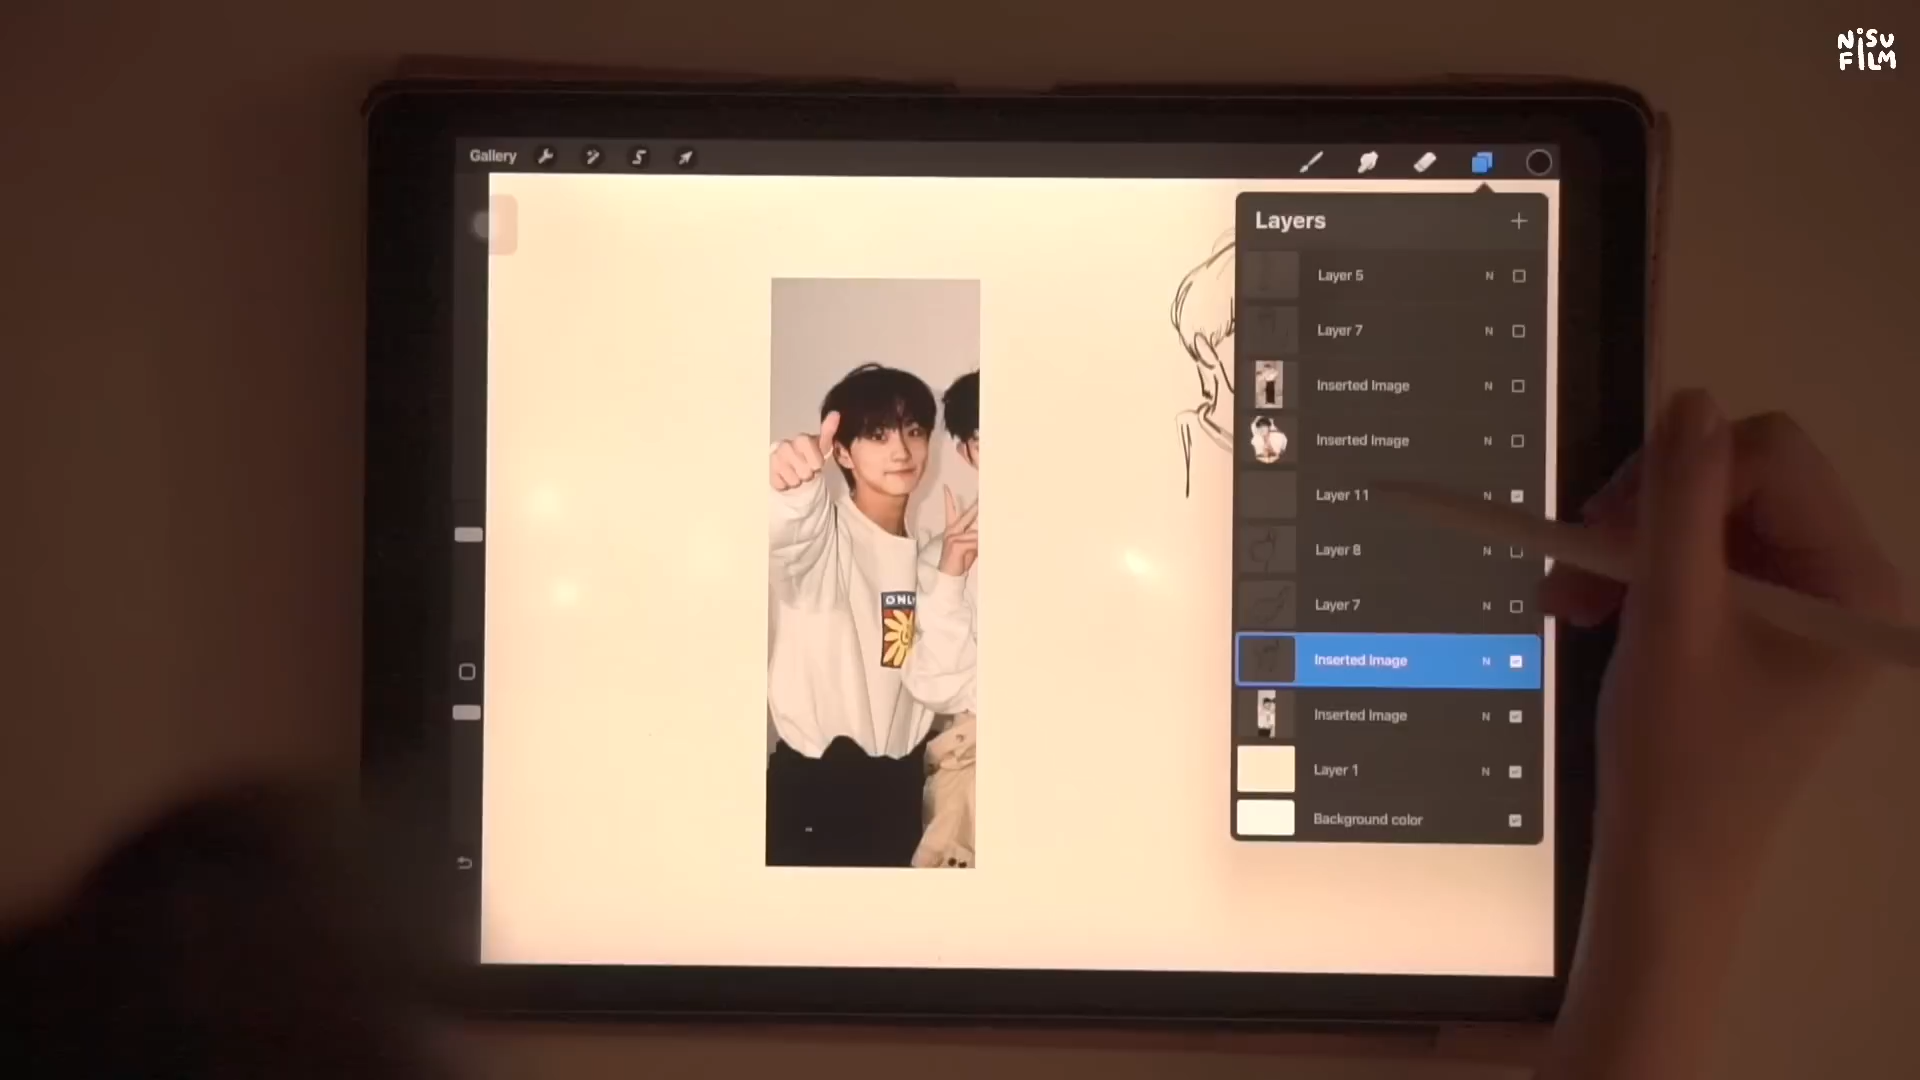 NiSU
FiLM
Gallery
Layers
Layer 5 N
Layer 7 N
Inserted Image N
Inserted Image N
Layer 11 N
Layer 8 N
Layer 7 N
Inserted Image N
Inserted Image N
Layer 1 N
Background color
ONL